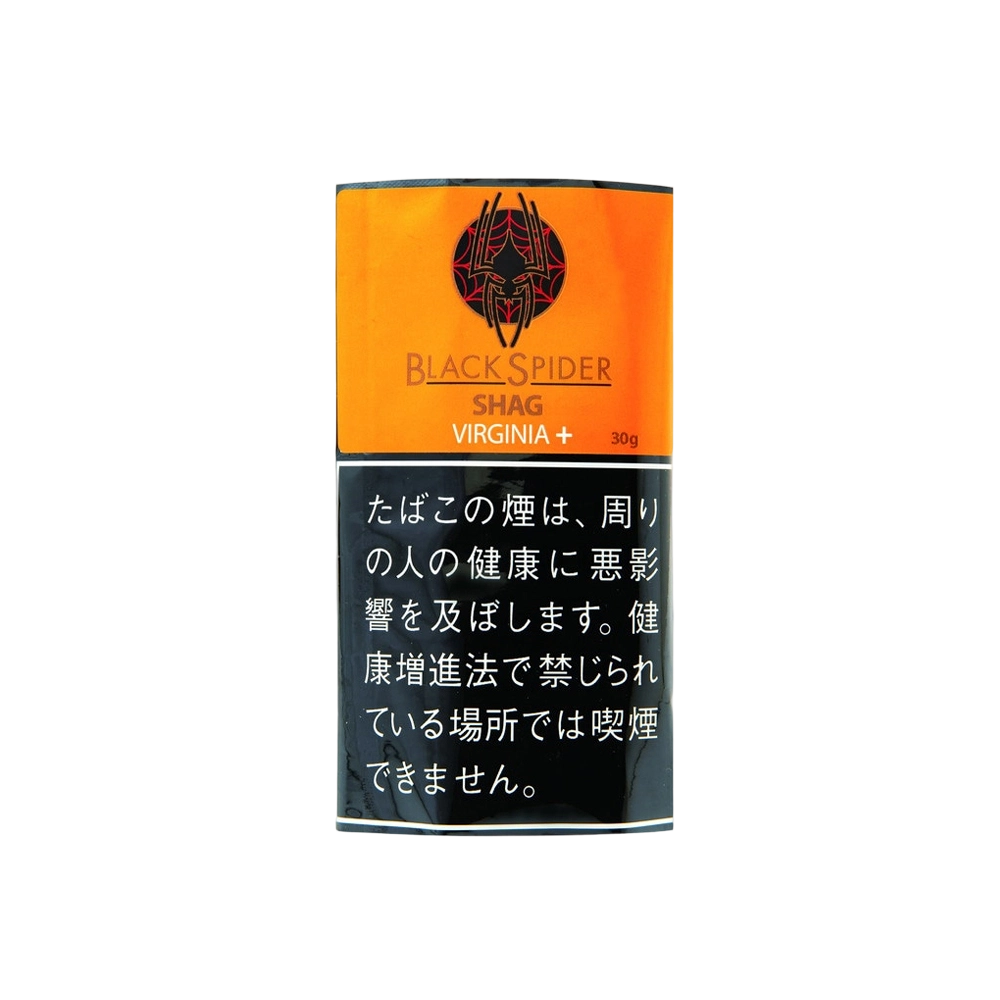 BLACK SPIDER
SHAG
VIRGINIA +
30g
たばこの煙は、周り
の人の健康に悪影
響を及ぼします。健
康増進法で禁じられ
ている場所では喫煙
できません。